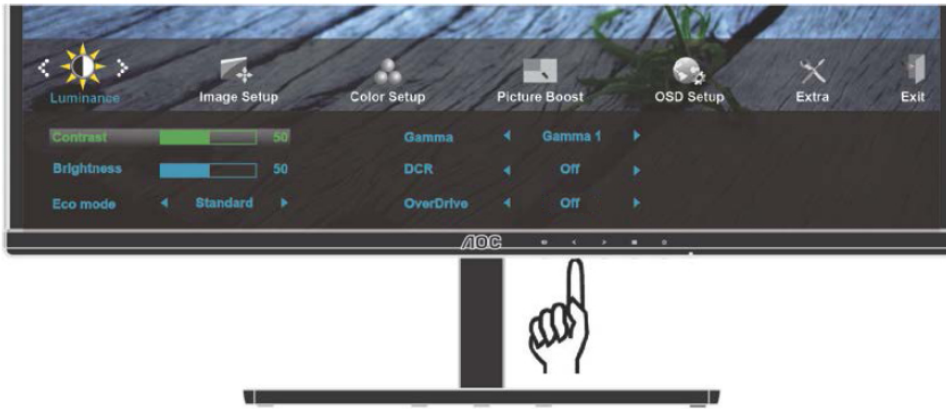 Luminance Image Setup Color Setup Picture Boost OSD Setup Extra Exit
Contrast 50 Gamma Gamma 1
Brightness 50 DCR Off
Eco mode Standard OverDrive Off
AOC